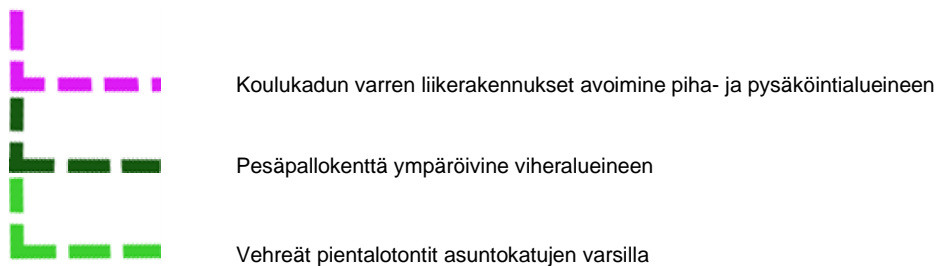 Koulukadun varren liikerakennukset avoimine piha- ja pysäköintialueineen
Pesäpallokenttä ympäröivine viheralueineen
Vehreät pientalotontit asuntokatujen varsilla